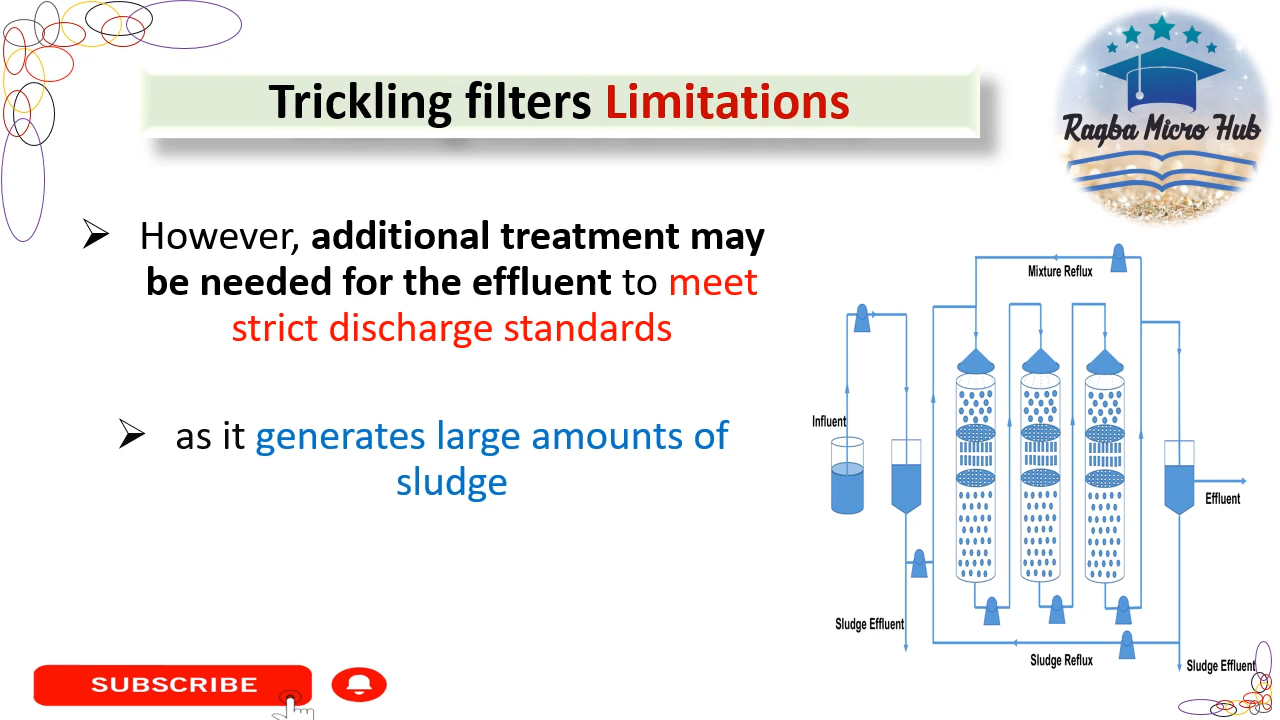 Trickling filters Limitations
Ragba Micro Hub
➢ However, additional treatment may
be needed for the effluent to meet
strict discharge standards
➢ as it generates large amounts of
sludge
Mixture Reflux
Influent
Effluent
Sludge Effluent
Sludge Reflux
Sludge Effluent
SUBSCRIBE